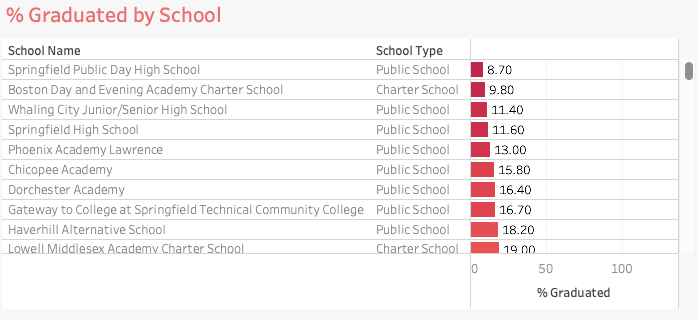 % Graduated by School
School Name School Type
Springfield Public Day High School Public School 8.70
Boston Day and Evening Academy Charter School Charter School 9.80
Whaling City Junior/Senior High School Public School 11.40
Springfield High School Public School 11.60
Phoenix Academy Lawrence Public School 13.00
Chicopee Academy Public School 15.80
Dorchester Academy Public School 16.40
Gateway to College at Springfield Technical Community College Public School 16.70
Haverhill Alternative School Public School 18.20
Lowell Middlesex Academy Charter School Charter School 19.00
0 50 100
% Graduated